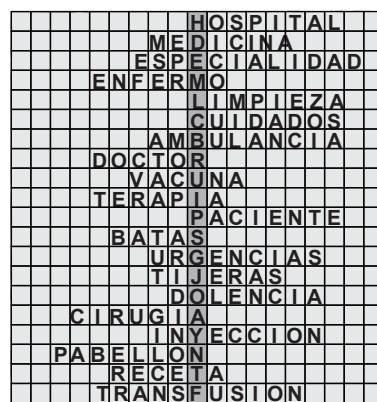 HOSPITAL
MEDICINA
ESPECIALIDAD
ENFERMO
LIMPIEZA
CUIDADOS
AMBULANCIA
DOCTOR
VACUNA
TERAPIA
PACIENTE
BATAS
URGENCIAS
TIJERAS
DOLENCIA
CIRUGIA
INYECCION
PABELLON
RECETA
TRANSFUSION